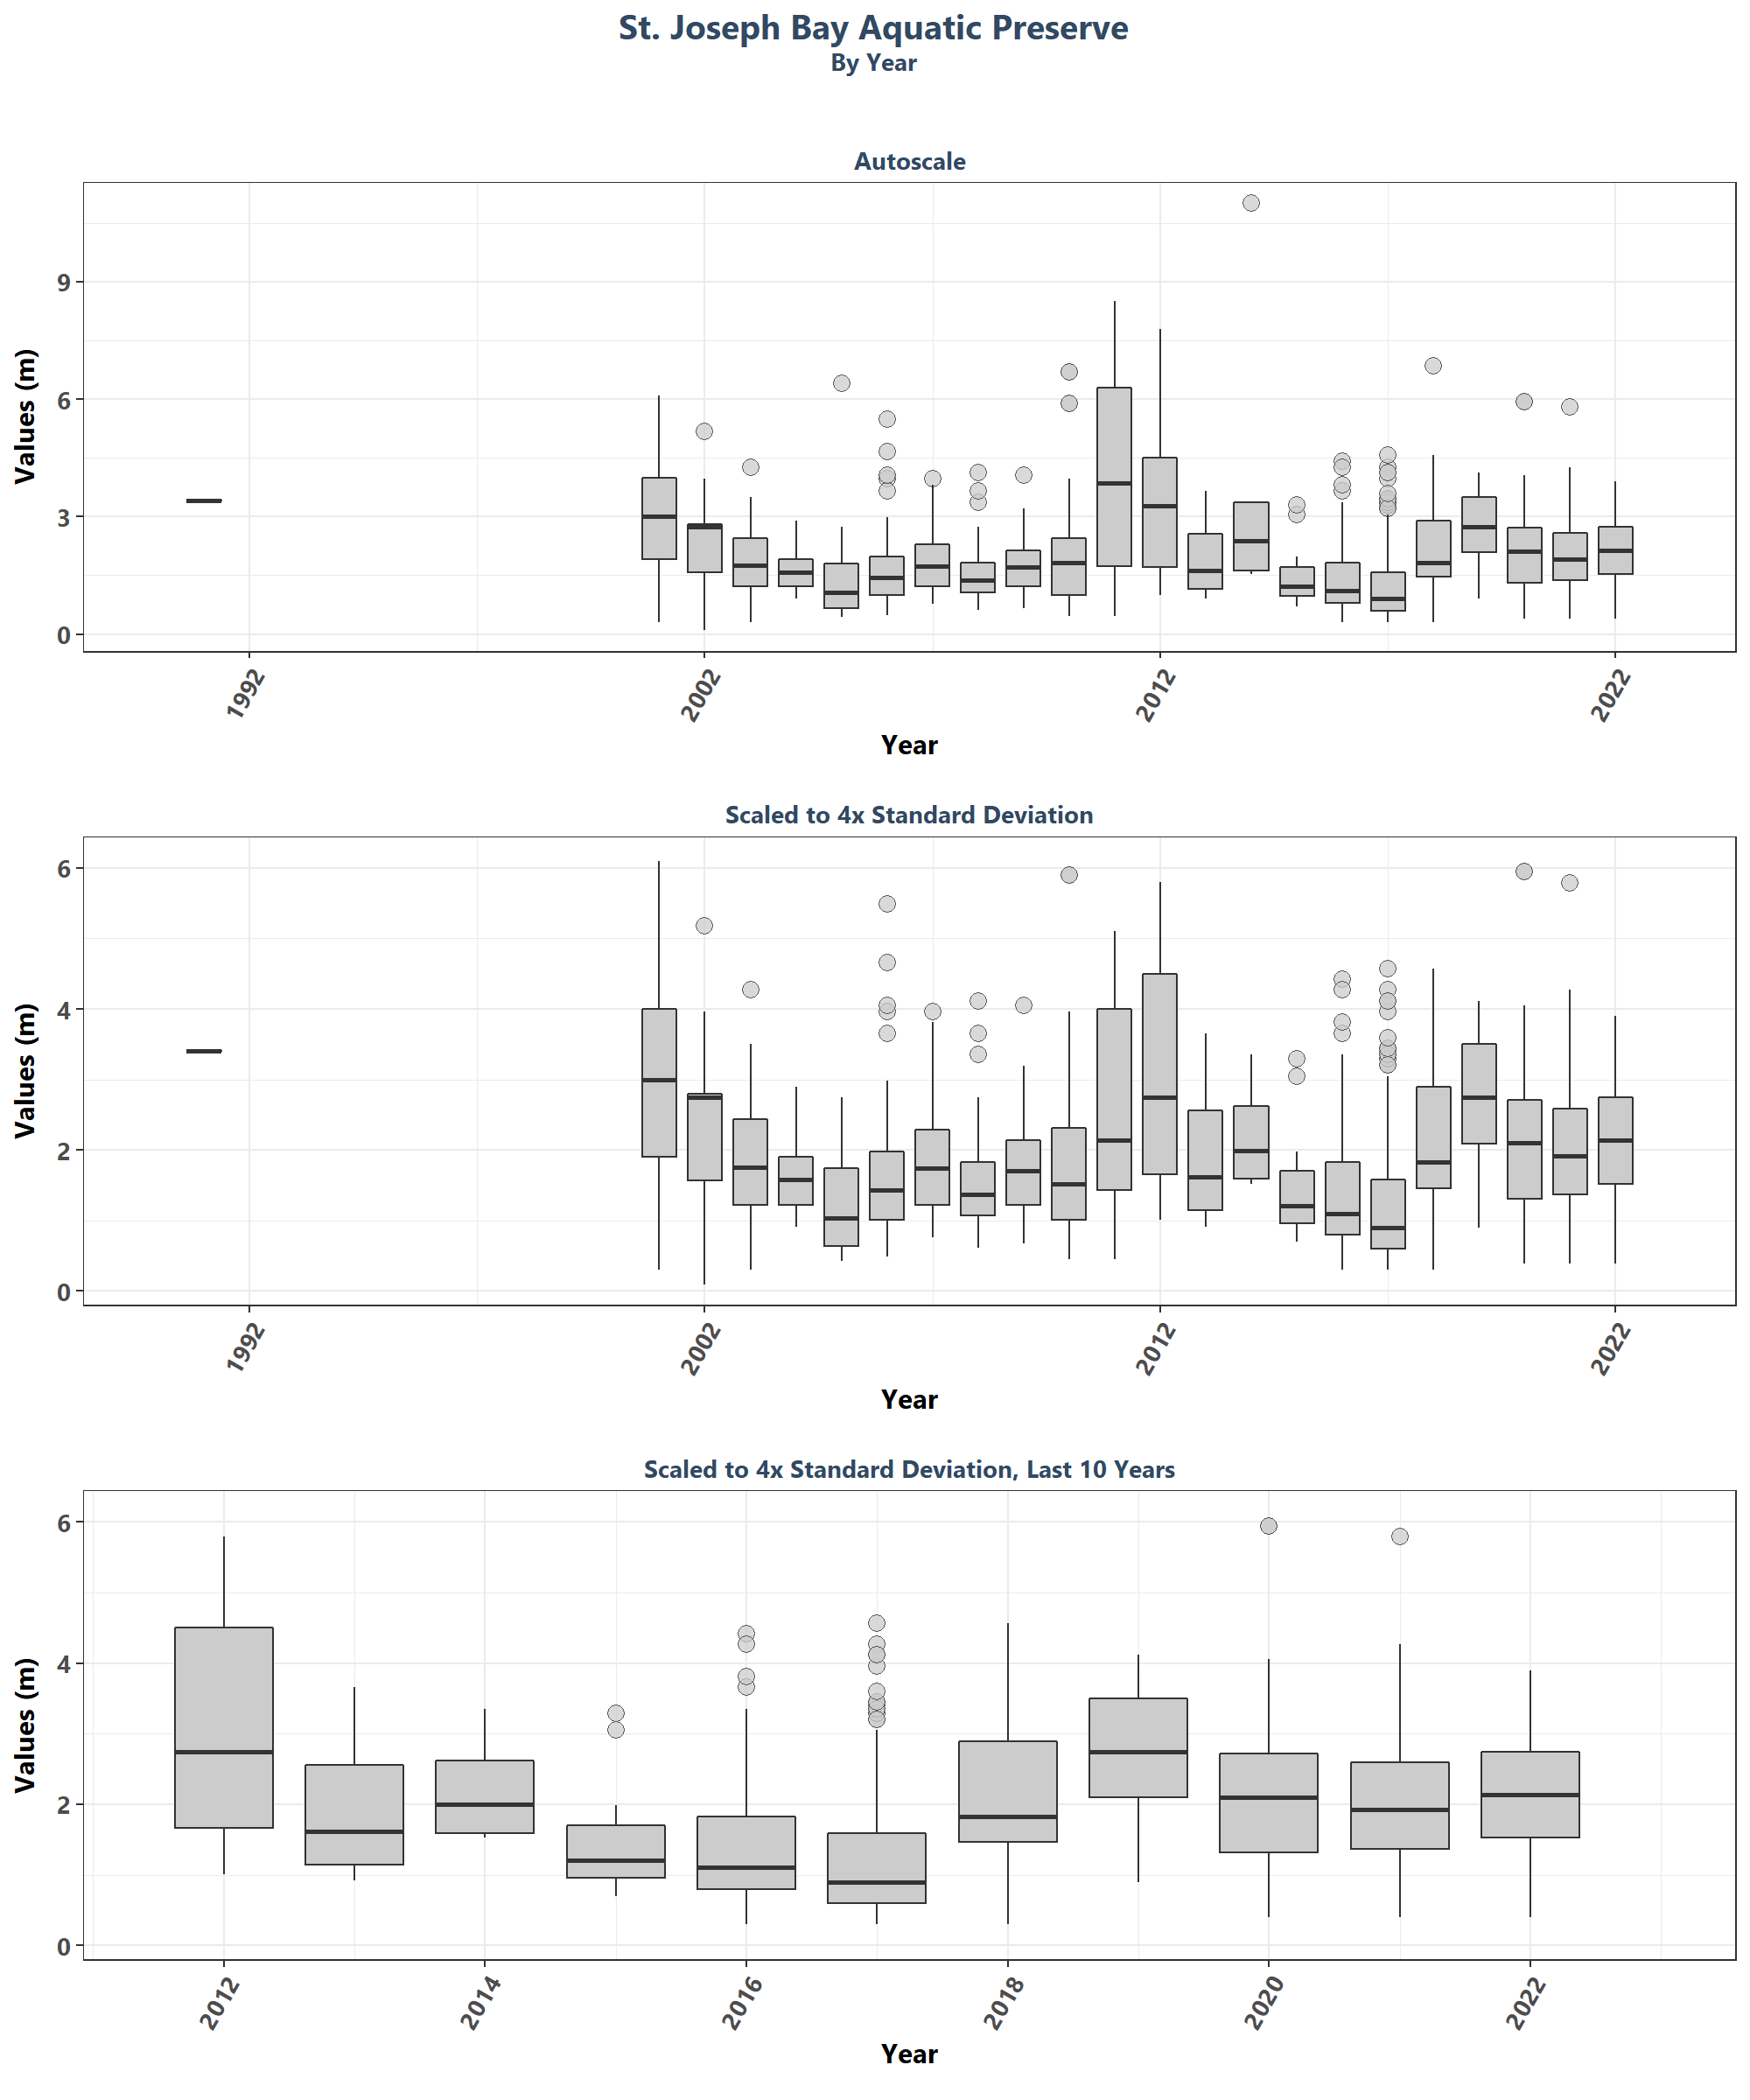 St. Joseph Bay Aquatic Preserve
By Year
Autoscale
Values (m)
9
6
3
0
1992
2002
2012
2022
Year
Scaled to 4x Standard Deviation
Values (m)
6
4
2
0
1992
2002
2012
2022
Year
Scaled to 4x Standard Deviation, Last 10 Years
Values (m)
6
4
2
0
2012
2014
2016
2018
2020
2022
Year